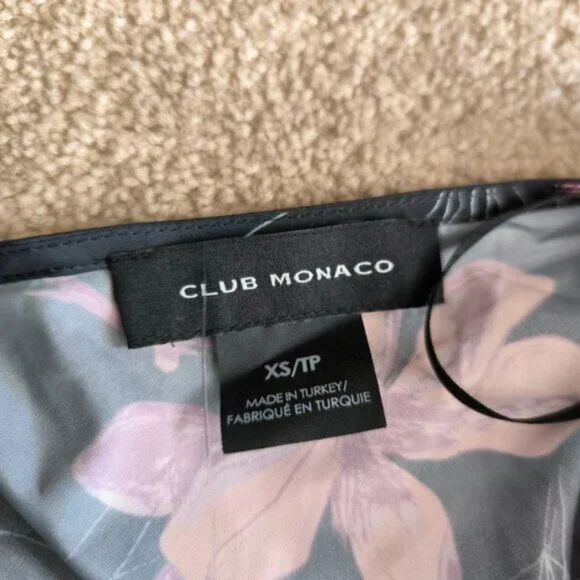 CLUB MONACO
XS/TP
MADE IN TURKEY/
FABRIQUÉ EN TURQUIE